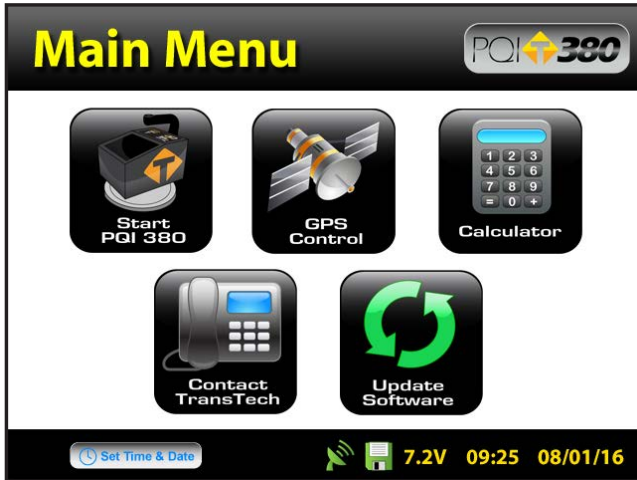 Main Menu
PQI T 380
Start
PQI 380
GPS
Control
1 2 3
4 5 6
7 8 9
= 0 +
Calculator
Contact
TransTech
Update
Software
Set Time & Date
7.2V 09:25 08/01/16